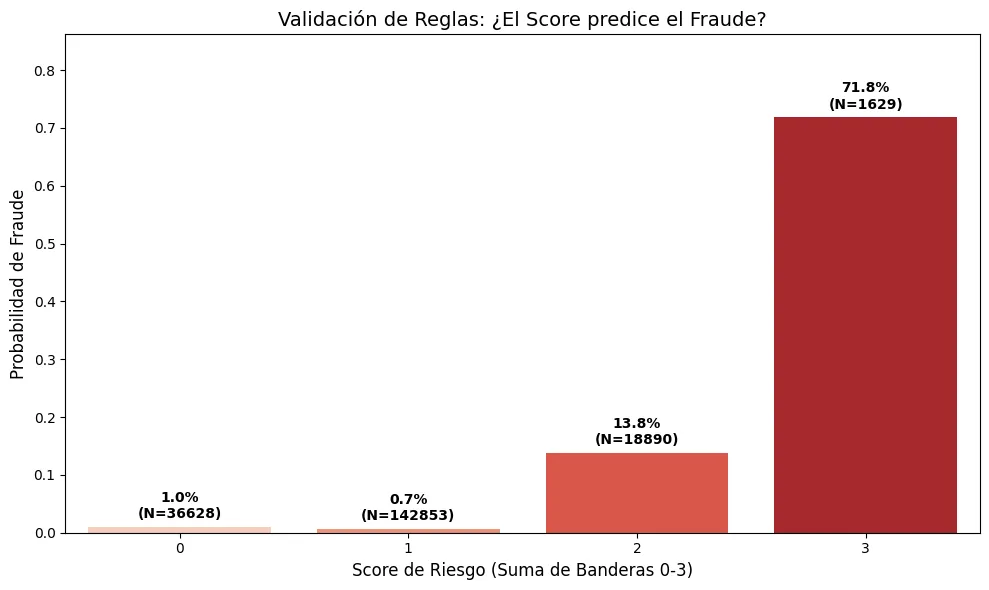 Validación de Reglas: ¿El Score predice el Fraude?
Probabilidad de Fraude
0.8
0.7
0.6
0.5
0.4
0.3
0.2
0.1
0.0
1.0%
(N=36628)
0.7%
(N=142853)
13.8%
(N=18890)
71.8%
(N=1629)
0
1
2
3
Score de Riesgo (Suma de Banderas 0-3)